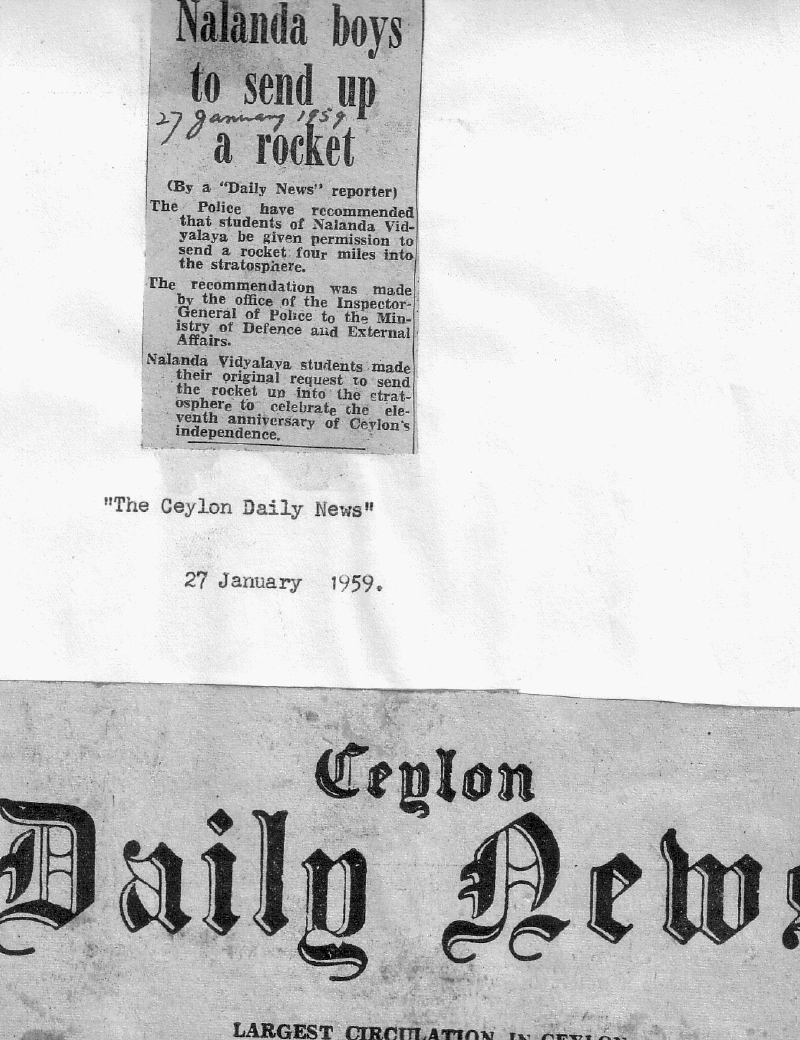 Nalanda boys
to send up
27 January 1959
a rocket
(By a "Daily News" reporter)
The Police have recommended
that students of Nalanda Vid-
yalaya be given permission to
send a rocket four miles into
the stratosphere.
The recommendation was made
by the office of the Inspector-
General of Police to the Min-
istry of Defence and External
Affairs.
Nalanda Vidyalaya students made
their original request to send
the rocket up into the strat-
osphere to celebrate the ele-
venth anniversary of Ceylon's
independence.
"The Ceylon Daily News"
27 January 1959.
Ceylon
Daily News
LARGEST CIRCULATION IN CEYLON